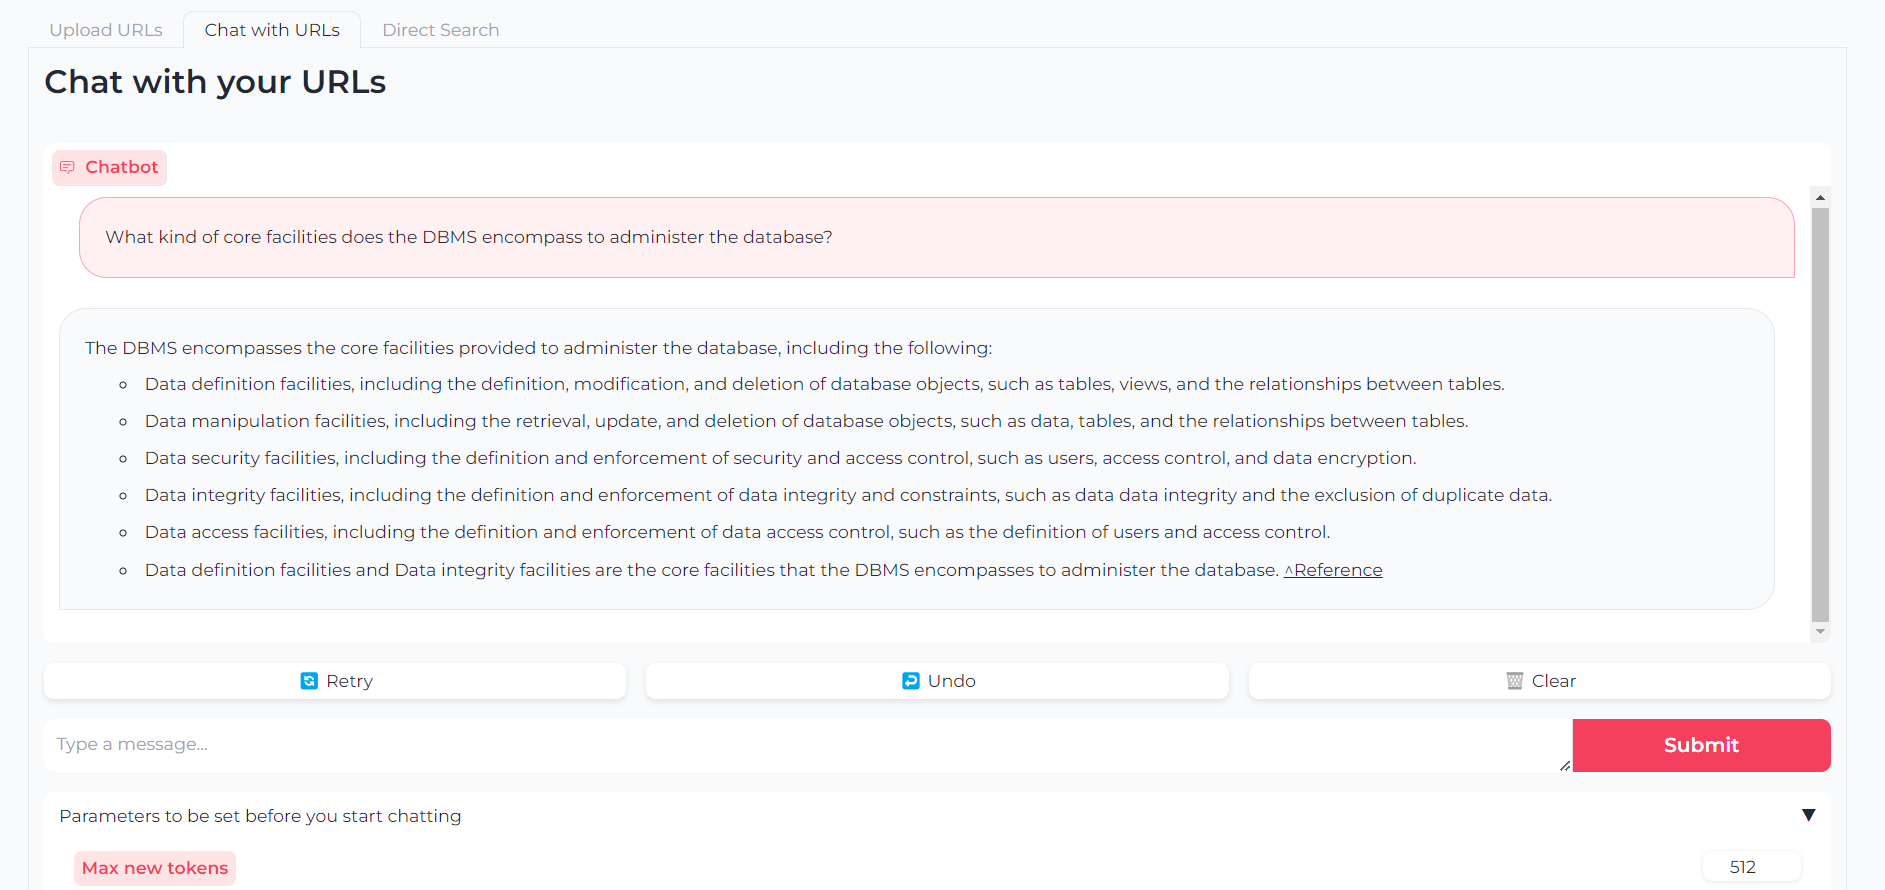 Upload URLs Chat with URLs Direct Search
Chat with your URLs
Chatbot
What kind of core facilities does the DBMS encompass to administer the database?
The DBMS encompasses the core facilities provided to administer the database, including the following:
Data definition facilities, including the definition, modification, and deletion of database objects, such as tables, views, and the relationships between tables.
Data manipulation facilities, including the retrieval, update, and deletion of database objects, such as data, tables, and the relationships between tables.
Data security facilities, including the definition and enforcement of security and access control, such as users, access control, and data encryption.
Data integrity facilities, including the definition and enforcement of data integrity and constraints, such as data data integrity and the exclusion of duplicate data.
Data access facilities, including the definition and enforcement of data access control, such as the definition of users and access control.
Data definition facilities and Data integrity facilities are the core facilities that the DBMS encompasses to administer the database. ^Reference
Retry Undo Clear
Type a message... Submit
Parameters to be set before you start chatting
Max new tokens 512